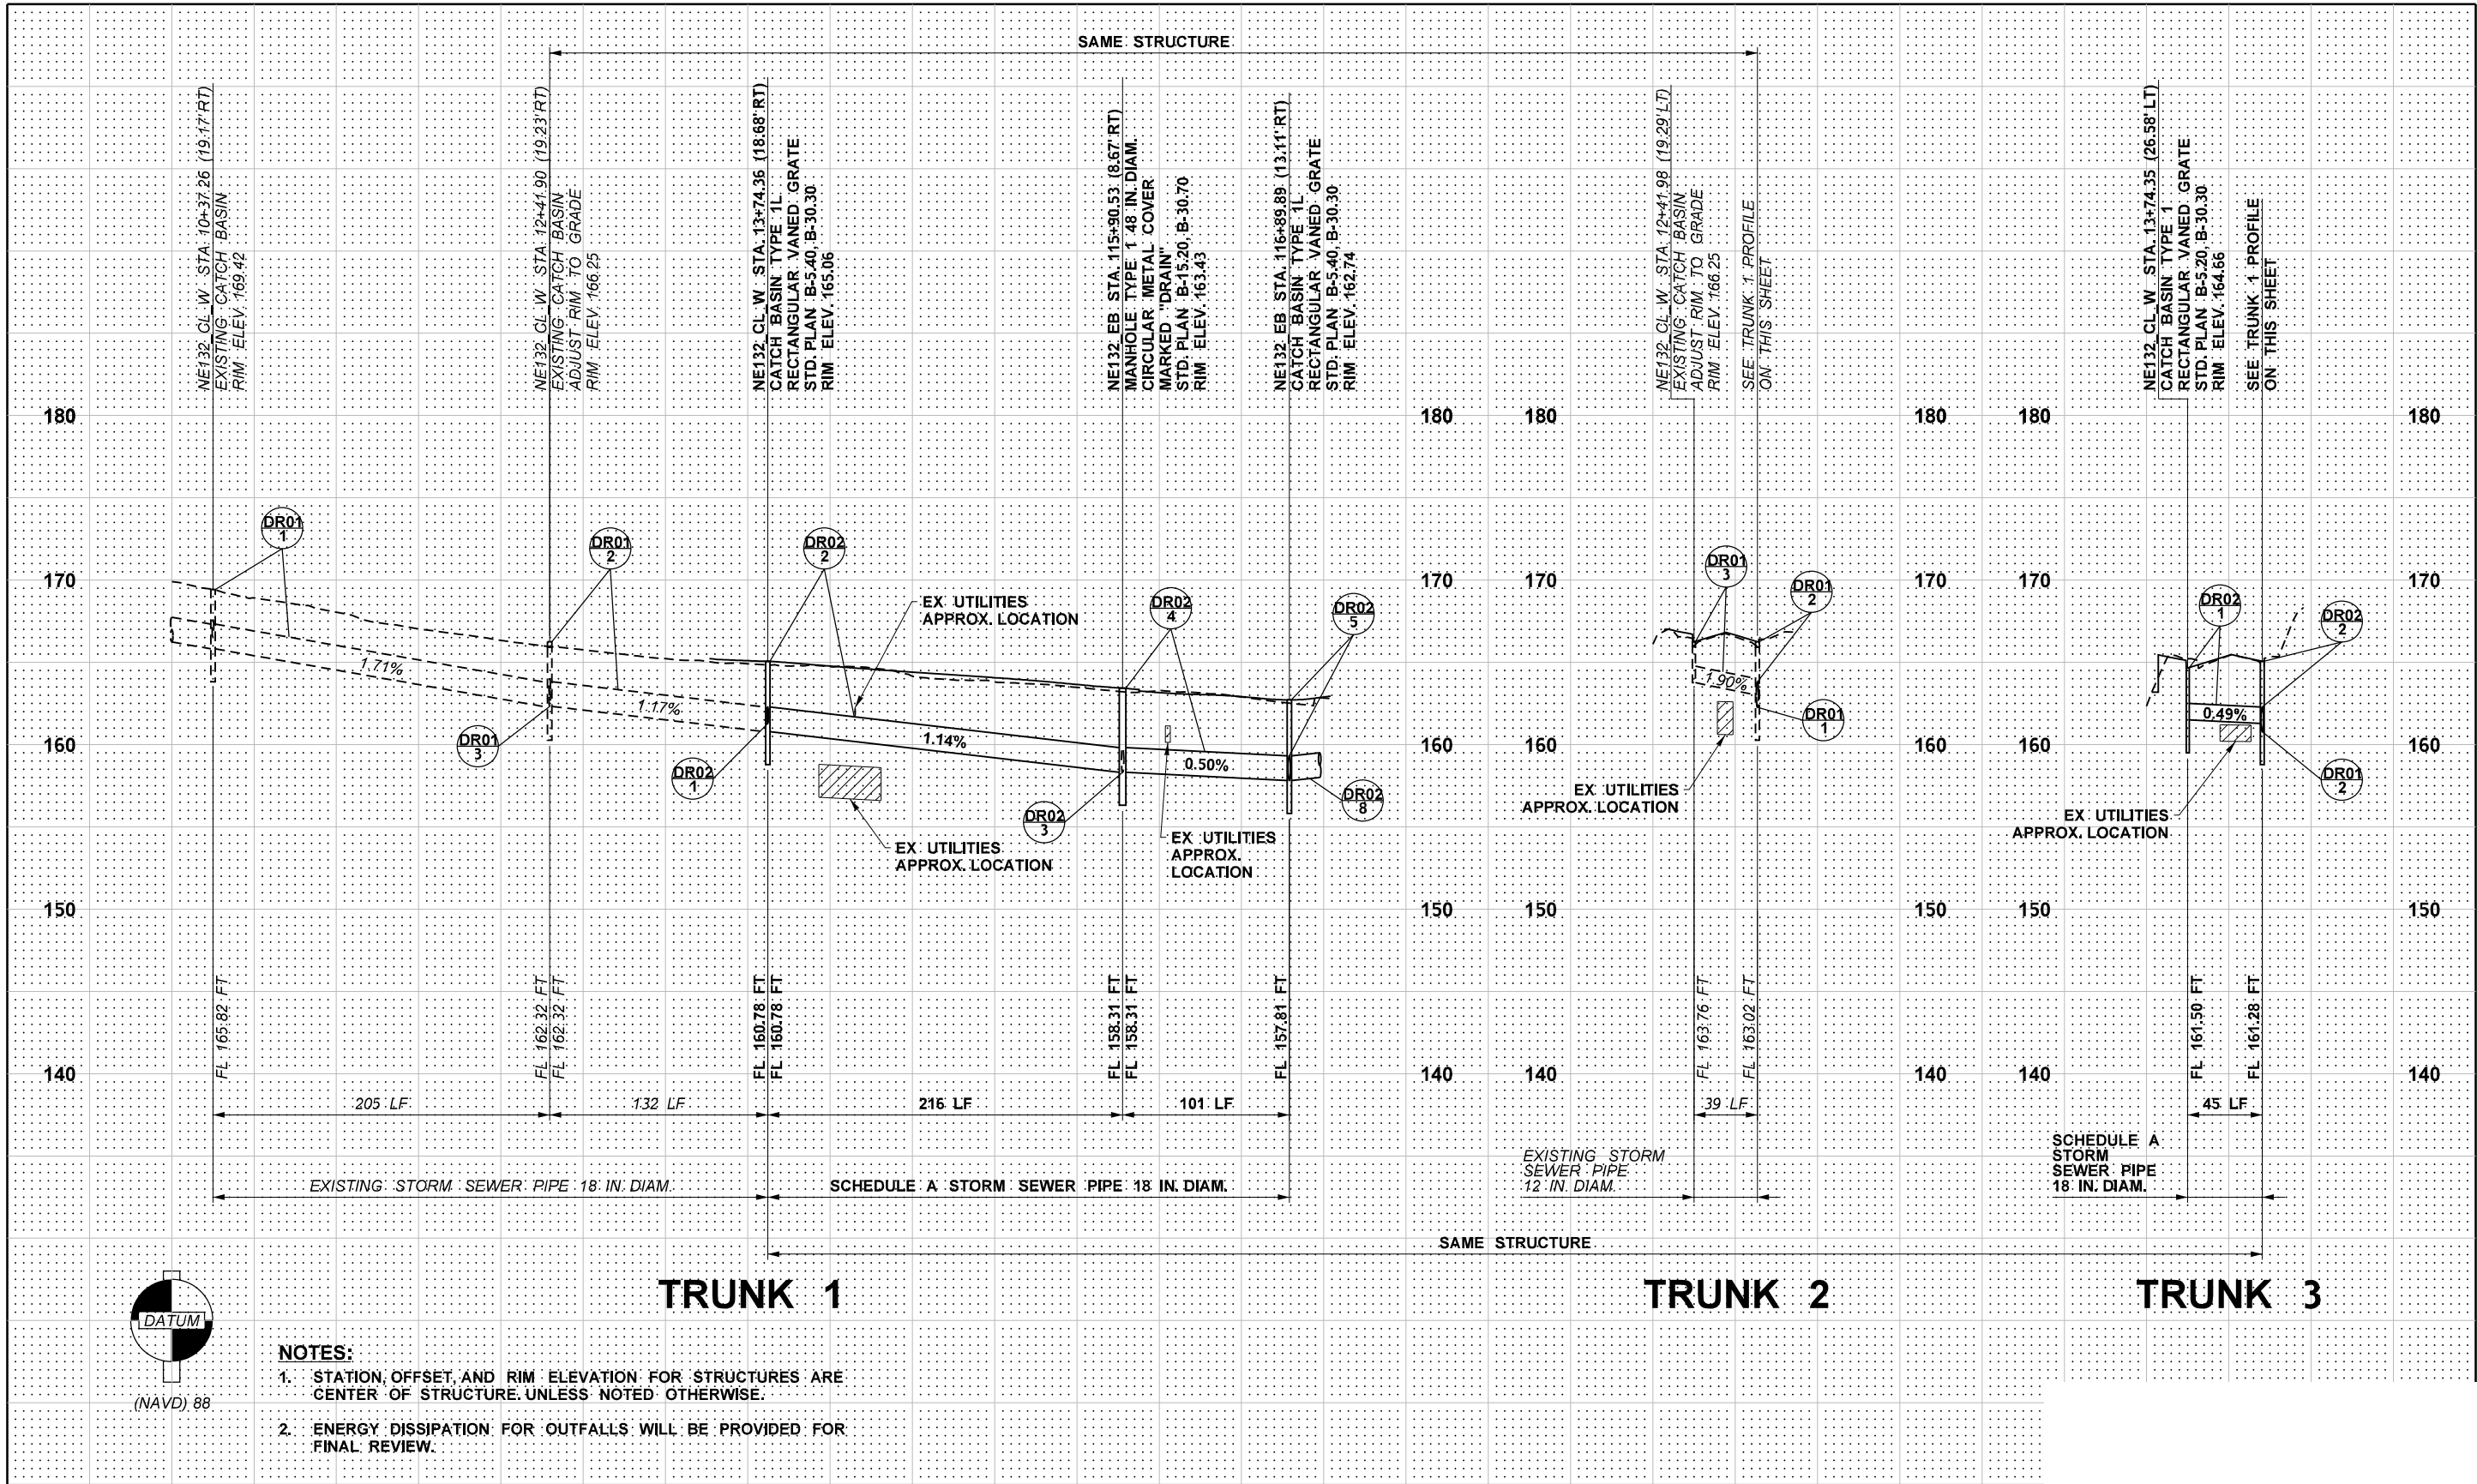 SAME STRUCTURE
NE132_CL_W STA. 10+37.26 (19.17' RT)
EXISTING CATCH BASIN
RIM ELEV. 169.42
NE132_CL_W STA. 12+41.90 (19.23' RT)
EXISTING CATCH BASIN
ADJUST RIM TO GRADE
RIM ELEV. 166.25
NE132_CL_W STA. 13+74.36 (18.68' RT)
CATCH BASIN TYPE 1L
RECTANGULAR VANED GRATE
STD. PLAN B-5.40, B-30.30
RIM ELEV. 165.06
NE132_EB STA. 115+90.53 (8.67' RT)
MANHOLE TYPE 1 48 IN. DIAM.
CIRCULAR METAL COVER
MARKED "DRAIN"
STD. PLAN B-15.20, B-30.70
RIM ELEV. 163.43
NE132_EB STA. 116+89.89 (13.11' RT)
CATCH BASIN TYPE 1L
RECTANGULAR VANED GRATE
STD. PLAN B-5.40, B-30.30
RIM ELEV. 162.74
NE132_CL_W STA. 12+41.98 (19.29' LT)
EXISTING CATCH BASIN
ADJUST RIM TO GRADE
RIM ELEV. 166.25
SEE TRUNK 1 PROFILE
ON THIS SHEET
NE132_CL_W STA. 13+74.35 (26.58' LT)
CATCH BASIN TYPE 1
RECTANGULAR VANED GRATE
STD. PLAN B-5.20, B-30.30
RIM ELEV. 164.66
SEE TRUNK 1 PROFILE
ON THIS SHEET
180 180 180 180 180 180
DR01
1
DR01
2
DR02
2
DR01
3
DR01
2
DR02
1
DR02
2
170 170 170 170 170 170
EX UTILITIES
APPROX. LOCATION
DR02
4
DR02
5
1.71%
1.17%
1.14%
0.50%
1.90%
0.49%
160 160 160 160 160 160
DR01
3
DR02
1
DR02
3
DR02
8
DR01
1
DR01
2
EX UTILITIES
APPROX. LOCATION
EX UTILITIES
APPROX.
LOCATION
EX UTILITIES
APPROX. LOCATION
EX UTILITIES
APPROX. LOCATION
150 150 150 150 150 150
FL 165.82 FT
FL 162.32 FT
FL 162.32 FT
FL 160.78 FT
FL 160.78 FT
FL 158.31 FT
FL 158.31 FT
FL 157.81 FT
FL 163.76 FT
FL 163.02 FT
FL 161.50 FT
FL 161.28 FT
140 140 140 140 140 140
205 LF 132 LF 216 LF 101 LF 39 LF 45 LF
EXISTING STORM SEWER PIPE 18 IN. DIAM.
SCHEDULE A STORM SEWER PIPE 18 IN. DIAM.
EXISTING STORM
SEWER PIPE
12 IN. DIAM.
SCHEDULE A
STORM
SEWER PIPE
18 IN. DIAM.
SAME STRUCTURE
TRUNK 1
TRUNK 2
TRUNK 3
DATUM
(NAVD) 88
NOTES:
1. STATION, OFFSET, AND RIM ELEVATION FOR STRUCTURES ARE
CENTER OF STRUCTURE. UNLESS NOTED OTHERWISE.
2. ENERGY DISSIPATION FOR OUTFALLS WILL BE PROVIDED FOR
FINAL REVIEW.